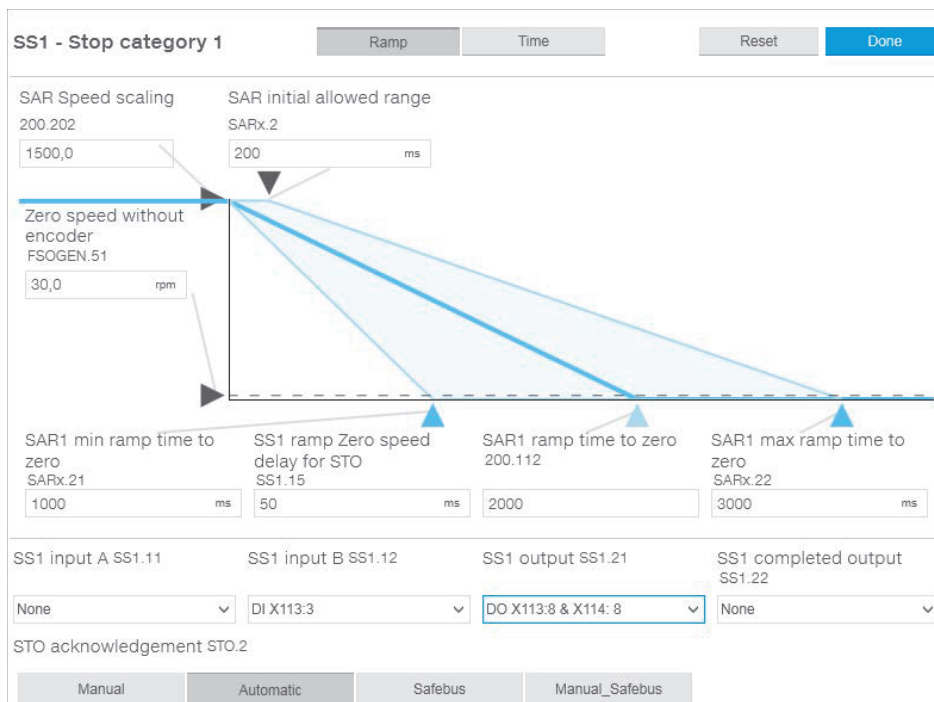 SS1 - Stop category 1
Ramp
Time
Reset
Done
SAR Speed scaling
200.202
1500,0
SAR initial allowed range
SARx.2
200 ms
Zero speed without
encoder
FSOGEN.51
30,0 rpm
SAR1 min ramp time to
zero
SARx.21
1000 ms
SS1 ramp Zero speed
delay for STO
SS1.15
50 ms
SAR1 ramp time to zero
200.112
2000
SAR1 max ramp time to
zero
SARx.22
3000 ms
SS1 input A SS1.11
None
SS1 input B SS1.12
DI X113:3
SS1 output SS1.21
DO X113:8 & X114: 8
SS1 completed output
SS1.22
None
STO acknowledgement STO.2
Manual
Automatic
Safebus
Manual_Safebus